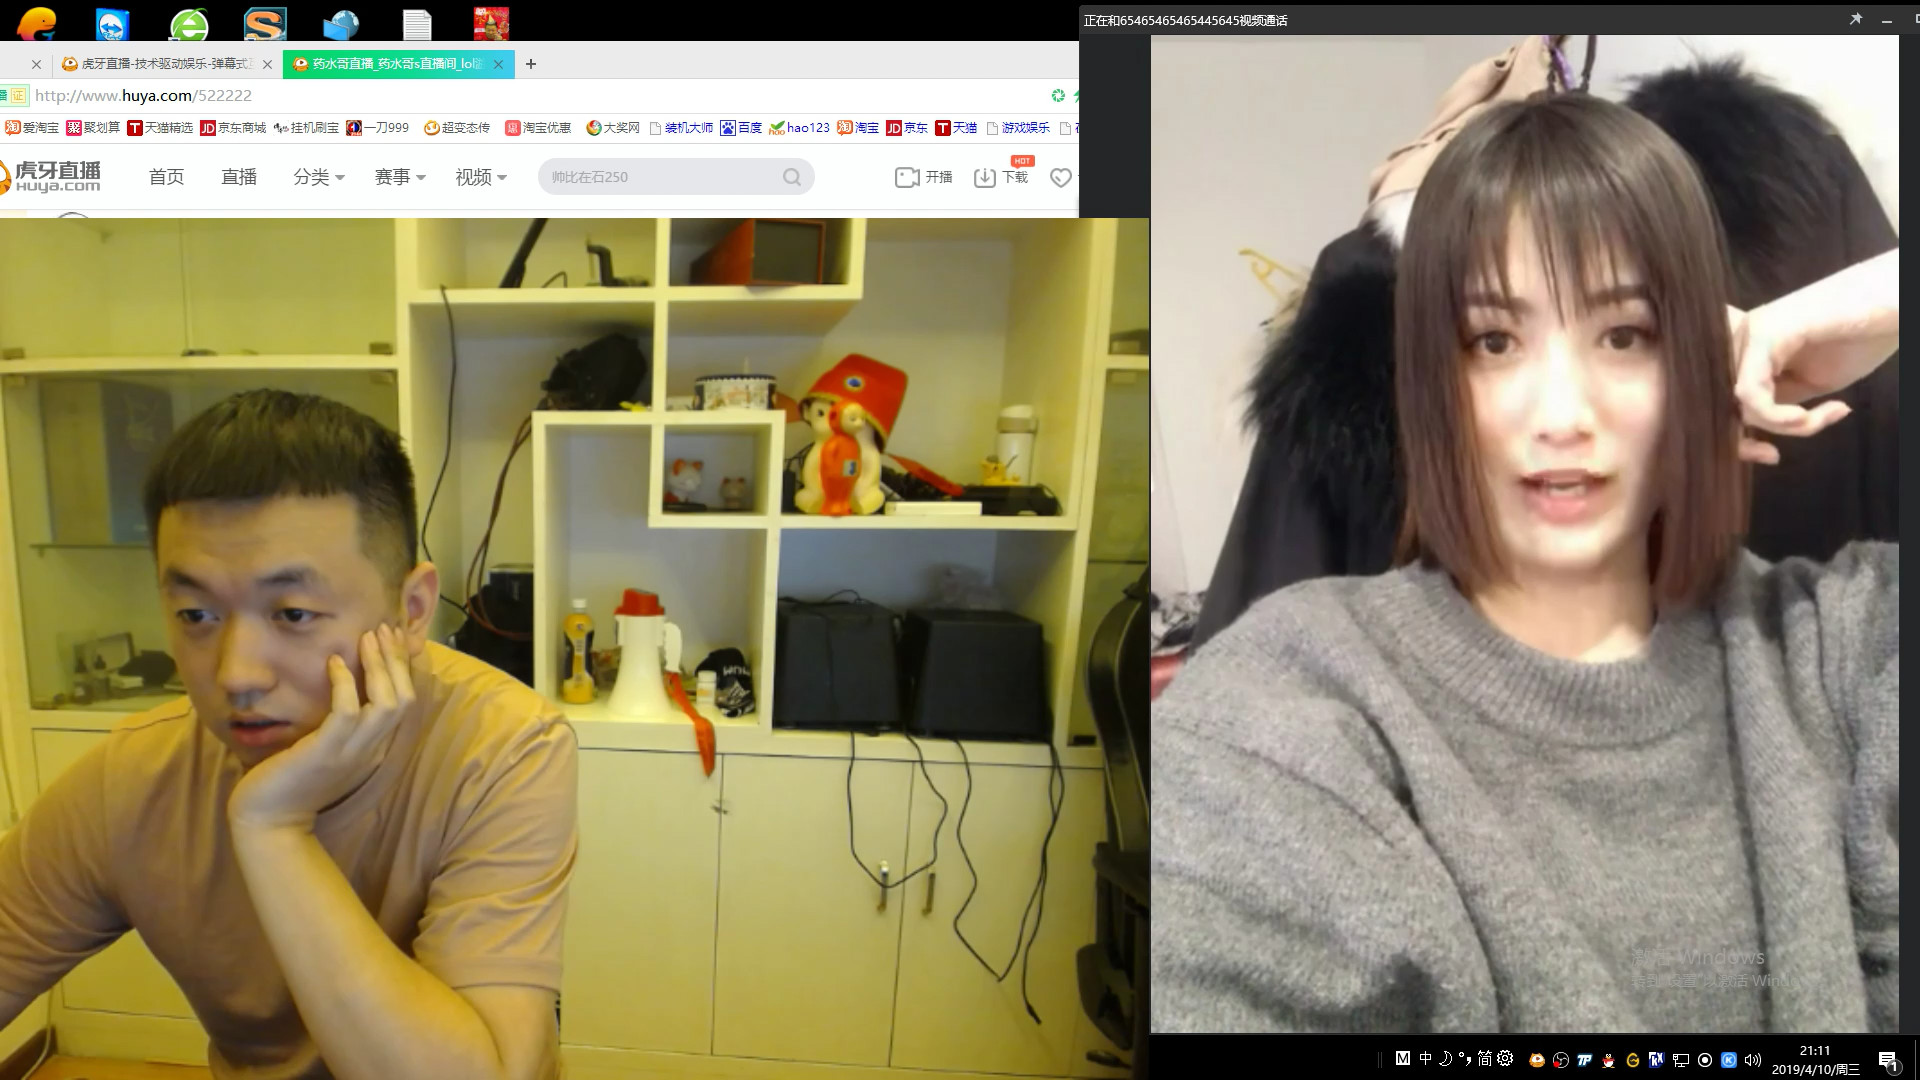 正在和65465465465445645视频通话
虎牙直播-技术驱动娱乐-弹幕式
药水哥直播_药水哥s直播间_lol
证 http://www.huya.com/522222
爱淘宝 聚划算 天猫精选 京东商城 挂机刷宝 一刀999 超变态传 淘宝优惠 大奖网 装机大师 百度 hao123 淘宝 京东 天猫 游戏娱乐
虎牙直播
HUYA.COM
首页 直播 分类 赛事 视频 帅比在石250 开播 HOT 下载
激活 Windows
转到"设置"以激活 Wind
M 中 简
21:11
2019/4/10/周三
1